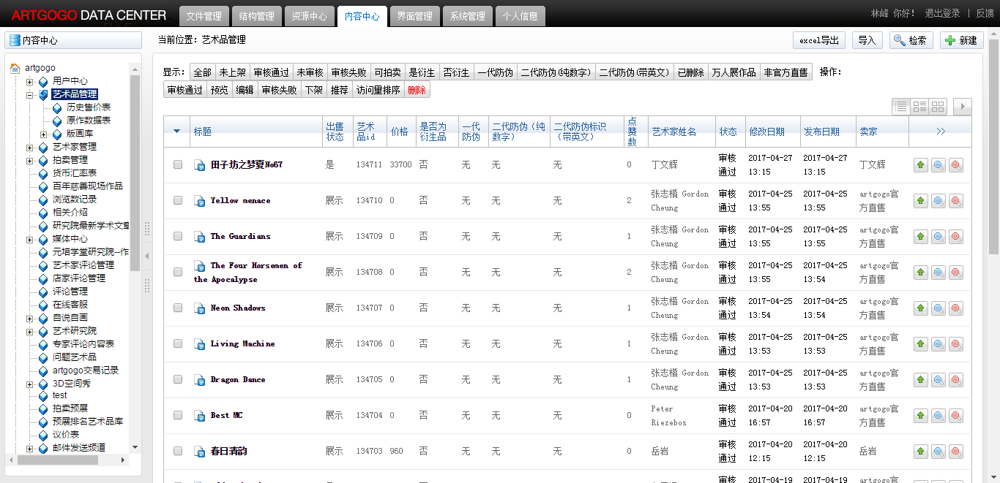 ARTGOGO DATA CENTER
文件管理 结构管理 资源中心 内容中心 界面管理 系统管理 个人信息
林峰 你好! 退出登录 | 反馈
内容中心
当前位置：艺术品管理
excel导出 导入 检索 新建
artgogo
用户中心
艺术品管理
历史售价表
原作数据表
版画库
艺术家管理
拍卖管理
货币汇率表
百年慈善现场作品
浏览数记录
相关介绍
研究院最新学术文章
媒体中心
元培学堂研究院--作
艺术家评论管理
店家评论管理
评论管理
在线客服
自说自画
艺术研究院
专家评论内容表
问题艺术品
artgogo交易记录
3D空间秀
test
拍卖预展
预展排名艺术品库
议价表
邮件发送频道
显示： 全部 未上架 审核通过 未审核 审核失败 可拍卖 是衍生 否衍生 一代防伪 二代防伪(纯数字) 二代防伪(带英文) 已删除 万人展作品 非官方直售 操作：
审核通过 预览 编辑 审核失败 下架 推荐 访问量排序 删除
标题 出售状态 艺术品id 价格 是否为衍生品 一代防伪 二代防伪（纯数字） 二代防伪标识（带英文） 点赞数 艺术家姓名 状态 修改日期 发布日期 卖家 >>
田子坊之梦夏No67 是 134711 33700 否 无 无 无 0 丁文辉 审核通过 2017-04-27 13:15 2017-04-27 13:15 丁文辉
Yellow menace 展示 134710 0 否 无 无 无 2 张志楷 Gordon Cheung 审核通过 2017-04-25 13:55 2017-04-25 13:55 artgogo官方直售
The Guardians 展示 134709 0 否 无 无 无 1 张志楷 Gordon Cheung 审核通过 2017-04-25 13:55 2017-04-25 13:55 artgogo官方直售
The Four Horsemen of the Apocalypse 展示 134708 0 否 无 无 无 2 张志楷 Gordon Cheung 审核通过 2017-04-25 13:55 2017-04-25 13:54 artgogo官方直售
Neon Shadows 展示 134707 0 否 无 无 无 1 张志楷 Gordon Cheung 审核通过 2017-04-25 13:54 2017-04-25 13:54 artgogo官方直售
Living Machine 展示 134706 0 否 无 无 无 1 张志楷 Gordon Cheung 审核通过 2017-04-25 13:53 2017-04-25 13:53 artgogo官方直售
Dragon Dance 展示 134705 0 否 无 无 无 1 张志楷 Gordon Cheung 审核通过 2017-04-25 13:53 2017-04-25 13:53 artgogo官方直售
Best MC 展示 134704 0 否 无 无 无 0 Peter Riezebos 审核通过 2017-04-20 16:57 2017-04-20 16:57 artgogo官方直售
春日清韵 展示 134703 960 否 无 无 无 0 岳岩 审核通过 2017-04-20 12:15 2017-04-20 12:15 岳岩
审核 2017-04-19 2017-04-19 artgogo官